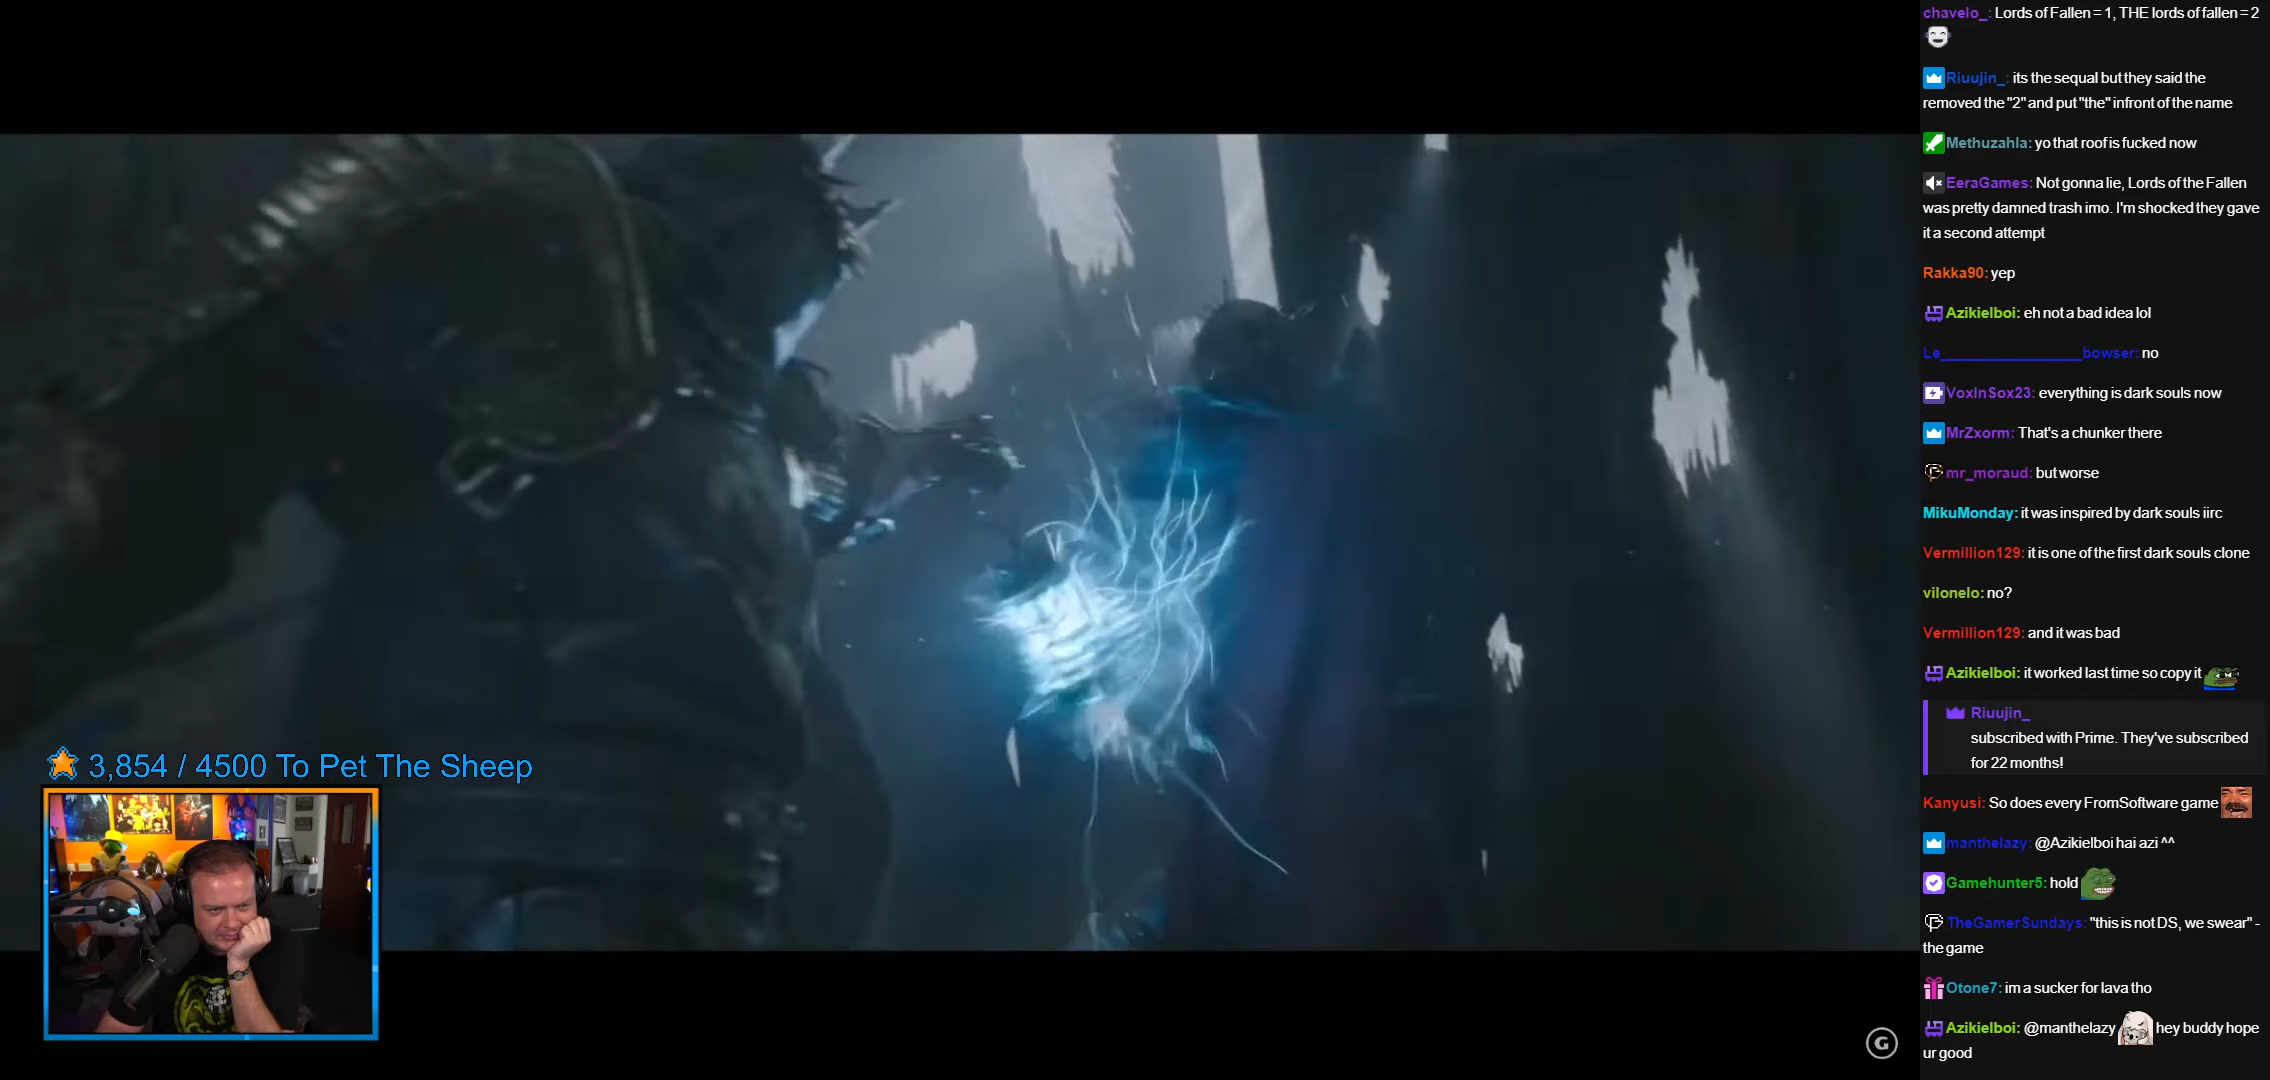 chavelo_: Lords of Fallen = 1, THE lords of fallen = 2
Riuujin_: its the sequal but they said the
removed the "2" and put "the" infront of the name
Methuzahla: yo that roof is fucked now
EeraGames: Not gonna lie, Lords of the Fallen
was pretty damned trash imo. I'm shocked they gave
it a second attempt
Rakka90: yep
Azikielboi: eh not a bad idea lol
Le_________________bowser: no
VoxInSox23: everything is dark souls now
MrZxorm: That's a chunker there
mr_moraud: but worse
MikuMonday: it was inspired by dark souls iirc
Vermillion129: it is one of the first dark souls clone
vilonelo: no?
Vermillion129: and it was bad
Azikielboi: it worked last time so copy it
Riuujin_
subscribed with Prime. They've subscribed
for 22 months!
Kanyusi: So does every FromSoftware game
manthelazy: @Azikielboi hai azi ^^
Gamehunter5: hold
TheGamerSundays: "this is not DS, we swear" -
the game
Otone7: im a sucker for lava tho
Azikielboi: @manthelazy hey buddy hope
ur good
3,854 / 4500 To Pet The Sheep
G